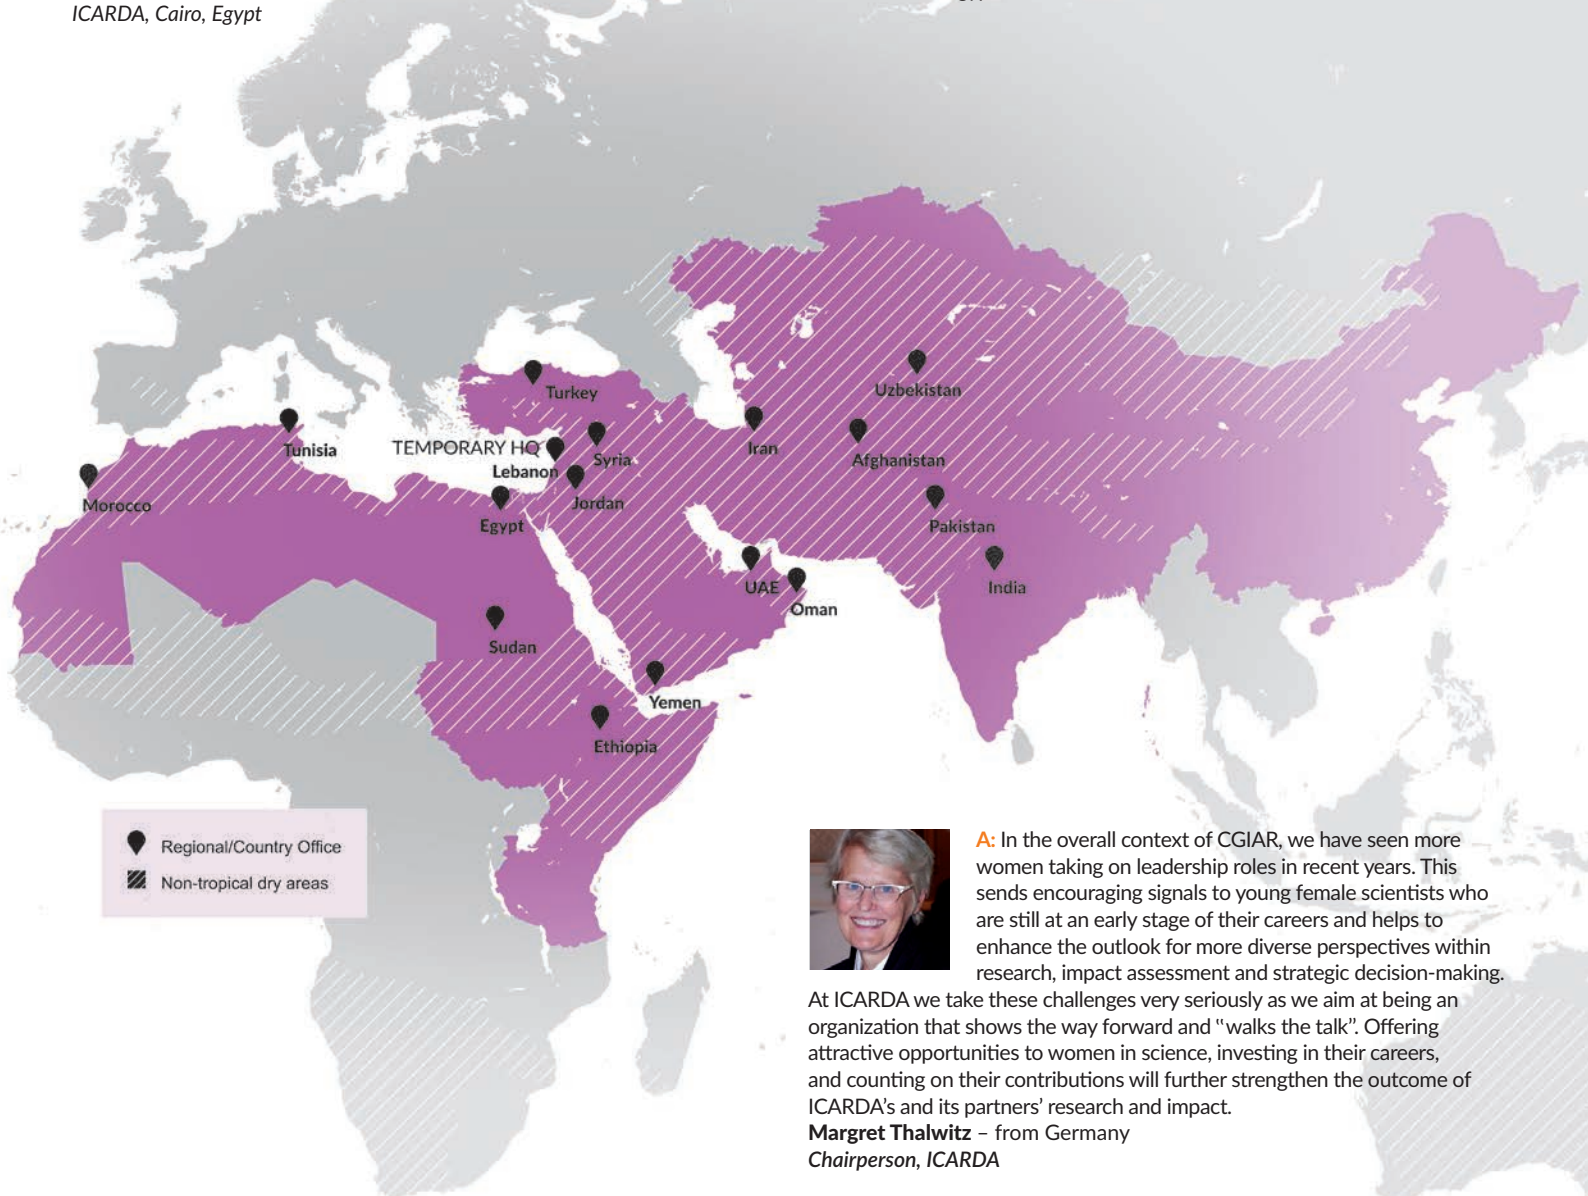 ICARDA, Cairo, Egypt
Turkey
Uzbekistan
Tunisia
TEMPORARY HQ
Lebanon
Syria
Iran
Afghanistan
Morocco
Jordan
Egypt
Pakistan
UAE
India
Oman
Sudan
Yemen
Ethiopia
Regional/Country Office
Non-tropical dry areas
A: In the overall context of CGIAR, we have seen more
women taking on leadership roles in recent years. This
sends encouraging signals to young female scientists who
are still at an early stage of their careers and helps to
enhance the outlook for more diverse perspectives within
research, impact assessment and strategic decision-making.
At ICARDA we take these challenges very seriously as we aim at being an
organization that shows the way forward and “walks the talk”. Offering
attractive opportunities to women in science, investing in their careers,
and counting on their contributions will further strengthen the outcome of
ICARDA’s and its partners’ research and impact.
Margret Thalwitz – from Germany
Chairperson, ICARDA